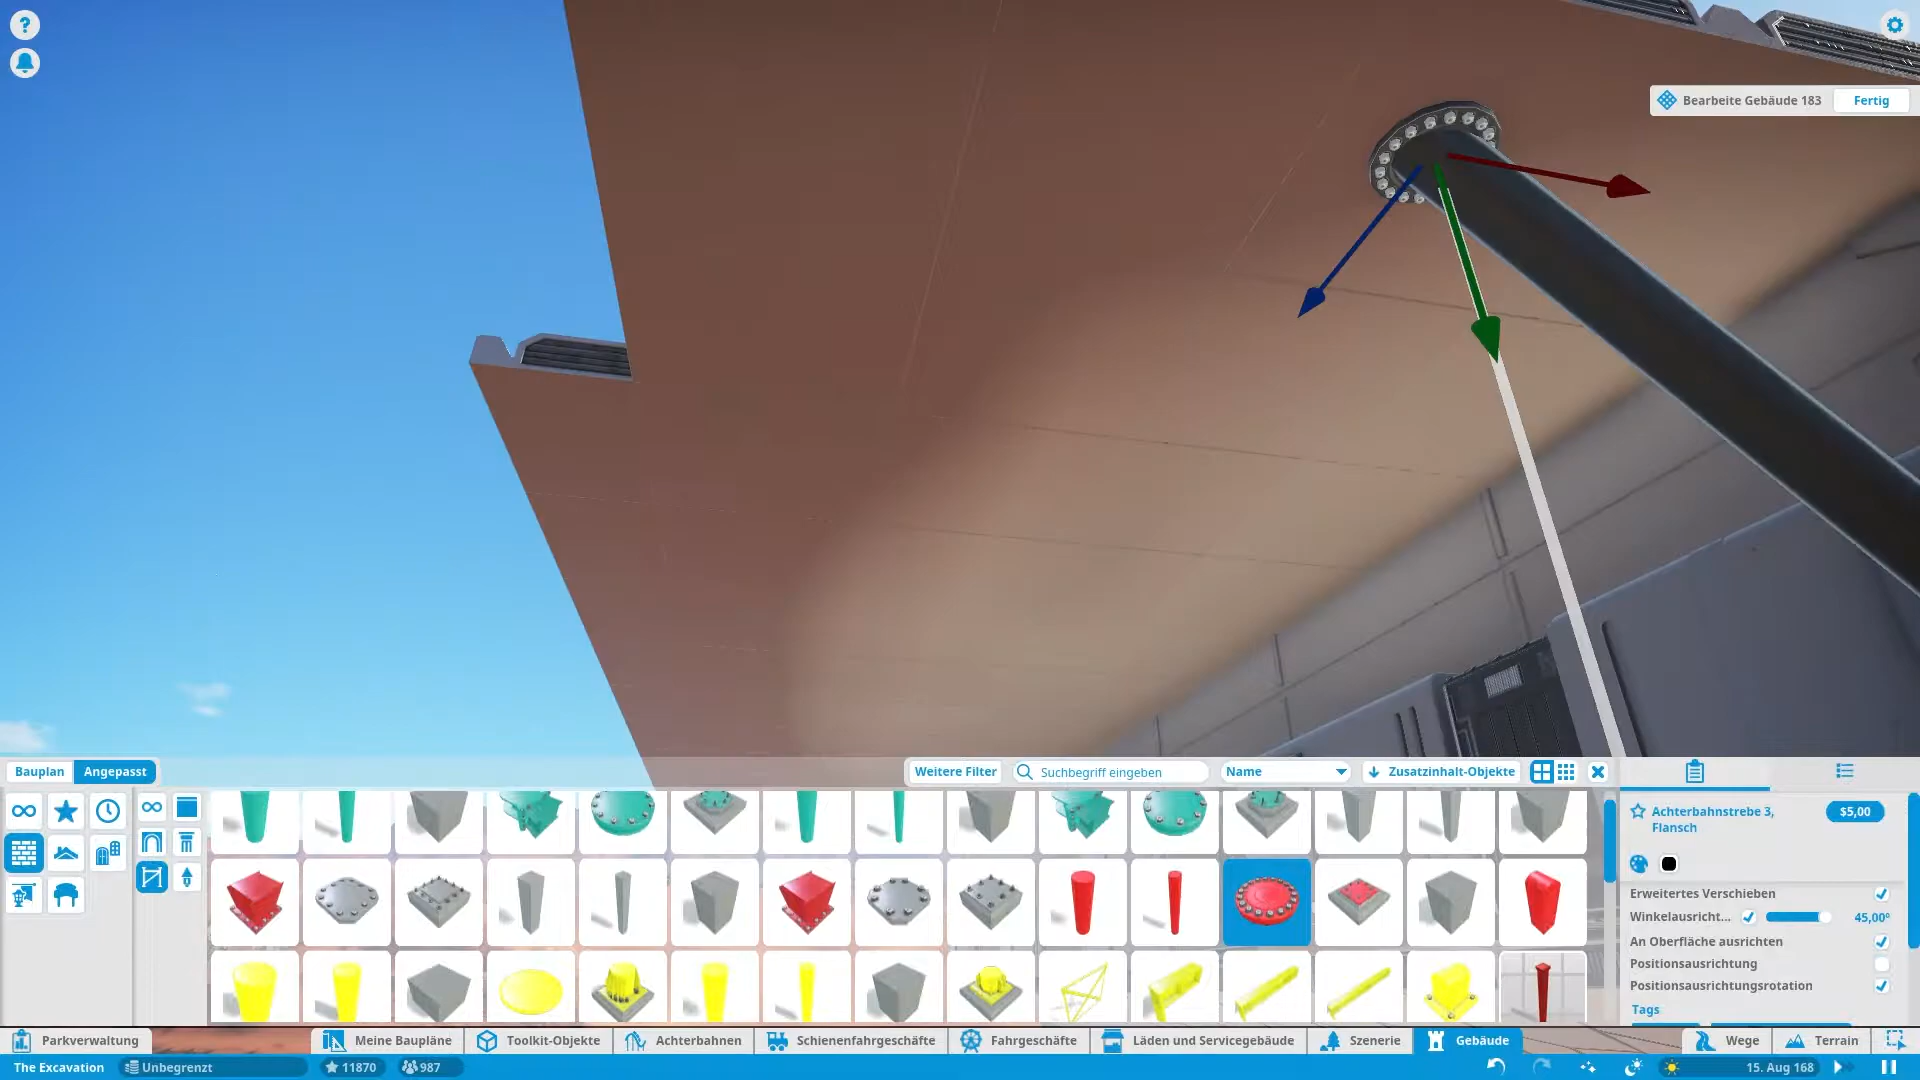 ?
Bearbeite Gebäude 183
Fertig
Bauplan
Angepasst
Weitere Filter
Suchbegriff eingeben
Name
Zusatzinhalt-Objekte
Achterbahnstrebe 3,
Flansch
$5,00
Erweitertes Verschieben
Winkelausricht...
45,00°
An Oberfläche ausrichten
Positionsausrichtung
Positionsausrichtungsrotation
Tags
Parkverwaltung
Meine Baupläne
Toolkit-Objekte
Achterbahnen
Schienenfahrgeschäfte
Fahrgeschäfte
Läden und Servicegebäude
Szenerie
Gebäude
Wege
Terrain
The Excavation
Unbegrenzt
11870
987
15. Aug 168